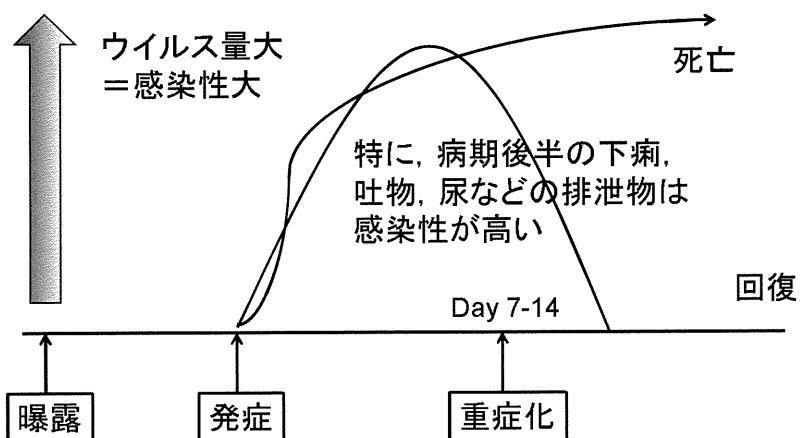 ウイルス量大
＝感染性大
死亡
特に，病期後半の下痢，
吐物，尿などの排泄物は
感染性が高い
回復
Day 7-14
曝露
発症
重症化